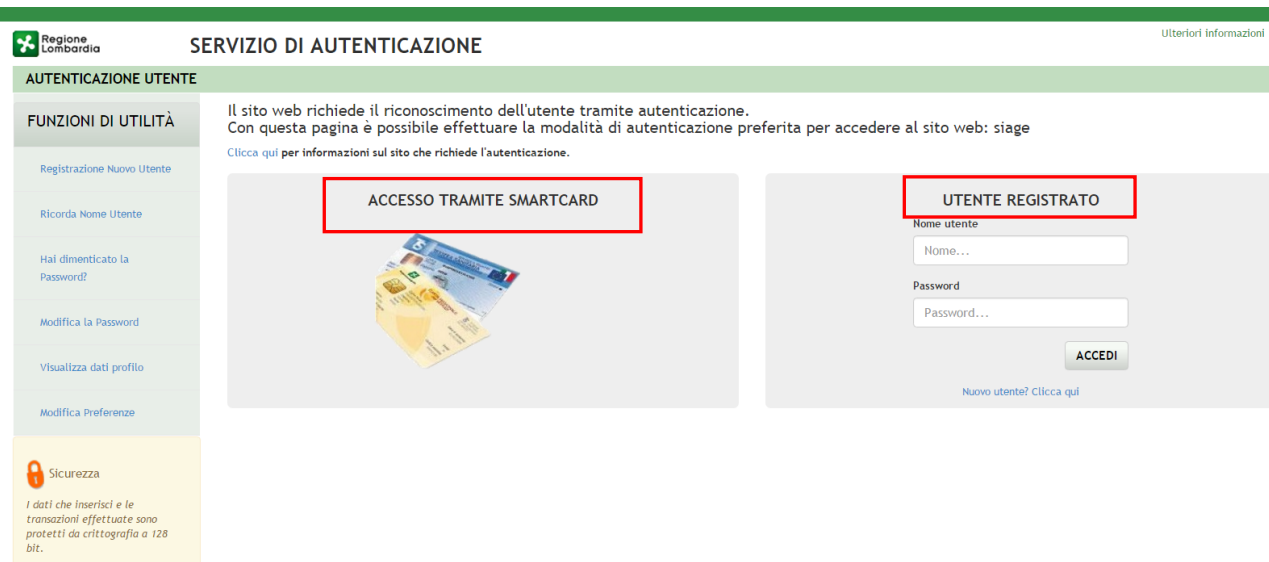 Regione
Lombardia
SERVIZIO DI AUTENTICAZIONE
Ulteriori informazioni
AUTENTICAZIONE UTENTE
FUNZIONI DI UTILITÀ
Registrazione Nuovo Utente
Ricorda Nome Utente
Hai dimenticato la
Password?
Modifica la Password
Visualizza dati profilo
Modifica Preferenze
Sicurezza
I dati che inserisci e le
transazioni effettuate sono
protetti da crittografia a 128
bit.
Il sito web richiede il riconoscimento dell'utente tramite autenticazione.
Con questa pagina è possibile effettuare la modalità di autenticazione preferita per accedere al sito web: siage
Clicca qui per informazioni sul sito che richiede l'autenticazione.
ACCESSO TRAMITE SMARTCARD
UTENTE REGISTRATO
Nome utente
Nome...
Password
Password...
ACCEDI
Nuovo utente? Clicca qui